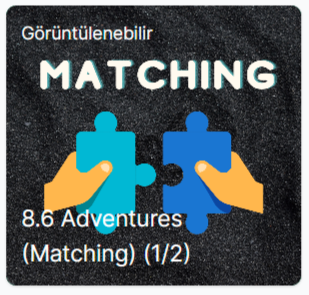 Görüntülenebilir
MATCHING
8.6 Adventures
(Matching) (1/2)